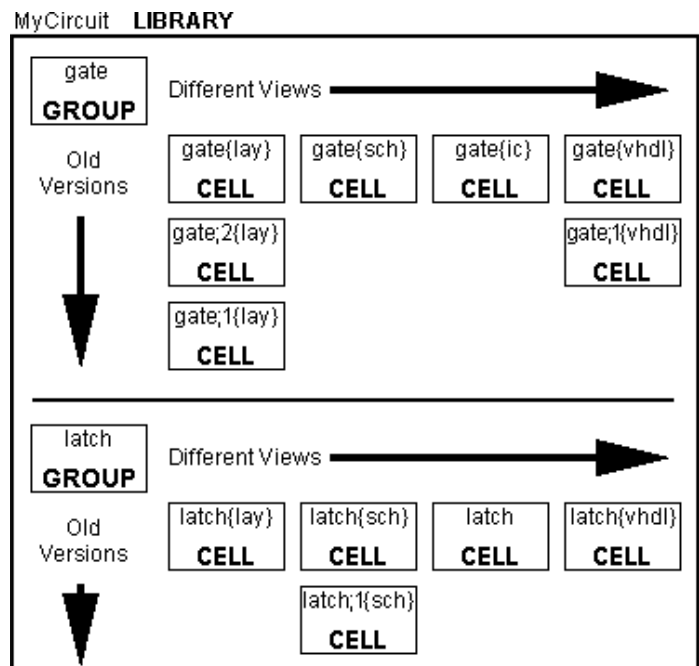 MyCircuit LIBRARY
gate
GROUP
Different Views
Old
Versions
gate{lay}
CELL
gate{sch}
CELL
gate{ic}
CELL
gate{vhdl}
CELL
gate;2{lay}
CELL
gate;1{vhdl}
CELL
gate;1{lay}
CELL
latch
GROUP
Different Views
Old
Versions
latch{lay}
CELL
latch{sch}
CELL
latch
CELL
latch{vhdl}
CELL
latch;1{sch}
CELL